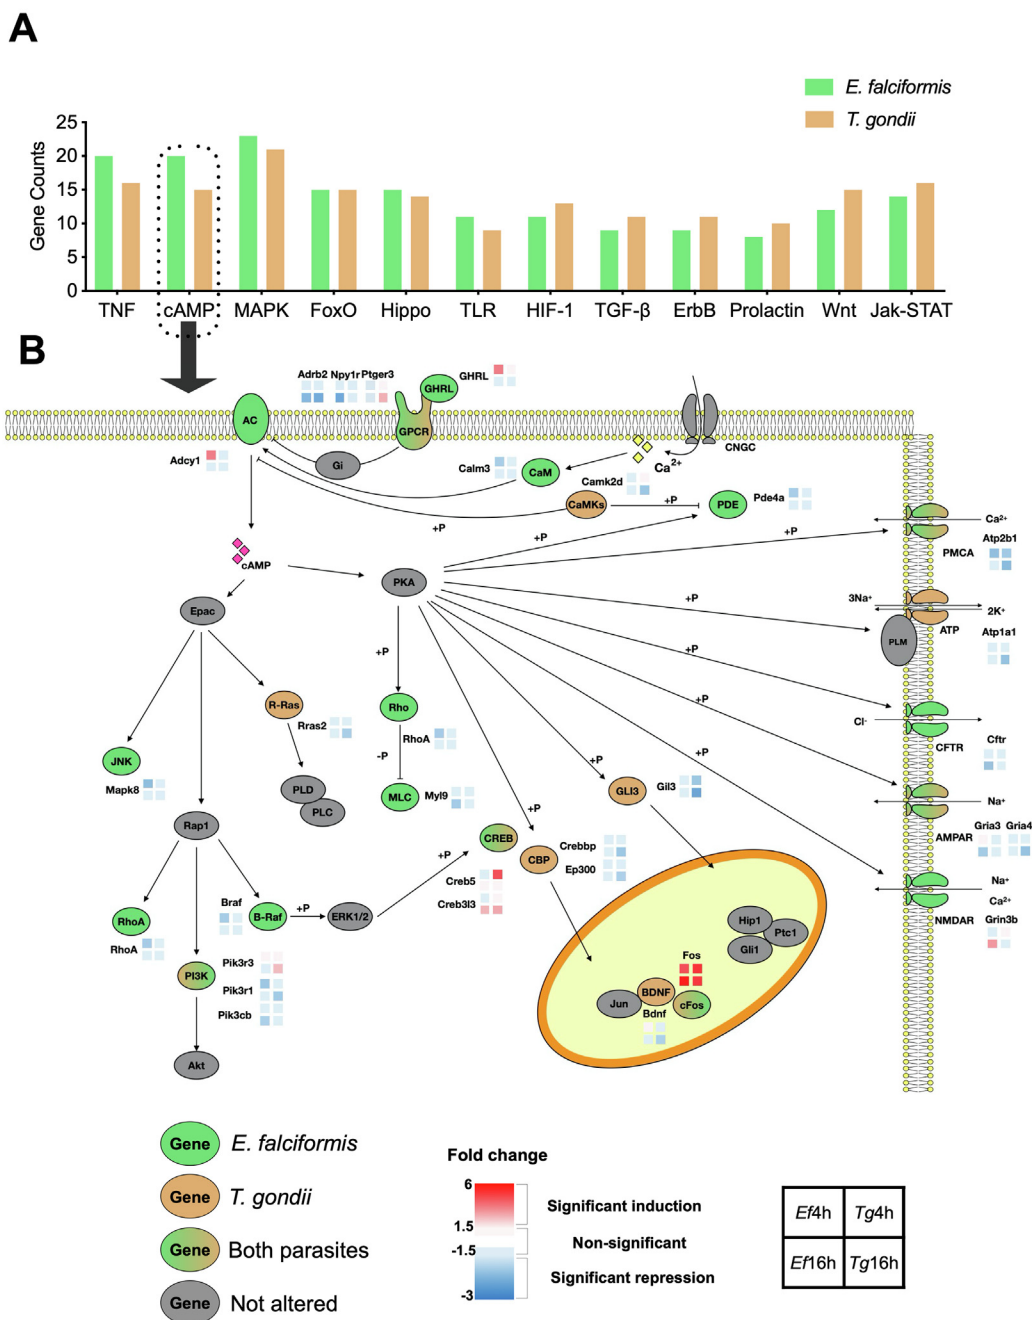 A
E. falciformis
T. gondii
Gene Counts
25
20
15
10
5
0
TNF cAMP MAPK FoxO Hippo TLR HIF-1 TGF-β ErbB Prolactin Wnt Jak-STAT
B
Adrb2 Npy1r Ptger3
GHRL GHRL
AC
GPCR
CNGC
Adcy1
Gi
Calm3
CaM
Ca2+
Camk2d
CaMKs
+P
PDE
Pde4a
+P
+P
+P
Ca2+
PMCA
Atp2b1
cAMP
PKA
Epac
+P
3Na+
2K+
PLM
ATP
Atp1a1
+P
+P
R-Ras
Rras2
Rho
RhoA
-P
+P
Cl-
CFTR
Cftr
JNK
Mapk8
PLD
PLC
MLC
Myl9
+P
+P
GLI3
Gil3
Na+
AMPAR
Gria3 Gria4
Rap1
+P
CREB
CBP
Crebbp
Ep300
+P
Creb5
Creb3l3
Na+
Ca2+
NMDAR
Grin3b
Braf
B-Raf
+P
ERK1/2
RhoA
RhoA
Hip1
Ptc1
Gli1
PI3K
Pik3r3
Pik3r1
Pik3cb
Fos
Jun
BDNF
cFos
Bdnf
Akt
Gene E. falciformis
Gene T. gondii
Gene Both parasites
Gene Not altered
Fold change
6
1.5
-1.5
-3
Significant induction
Non-significant
Significant repression
Ef4h Tg4h
Ef16h Tg16h